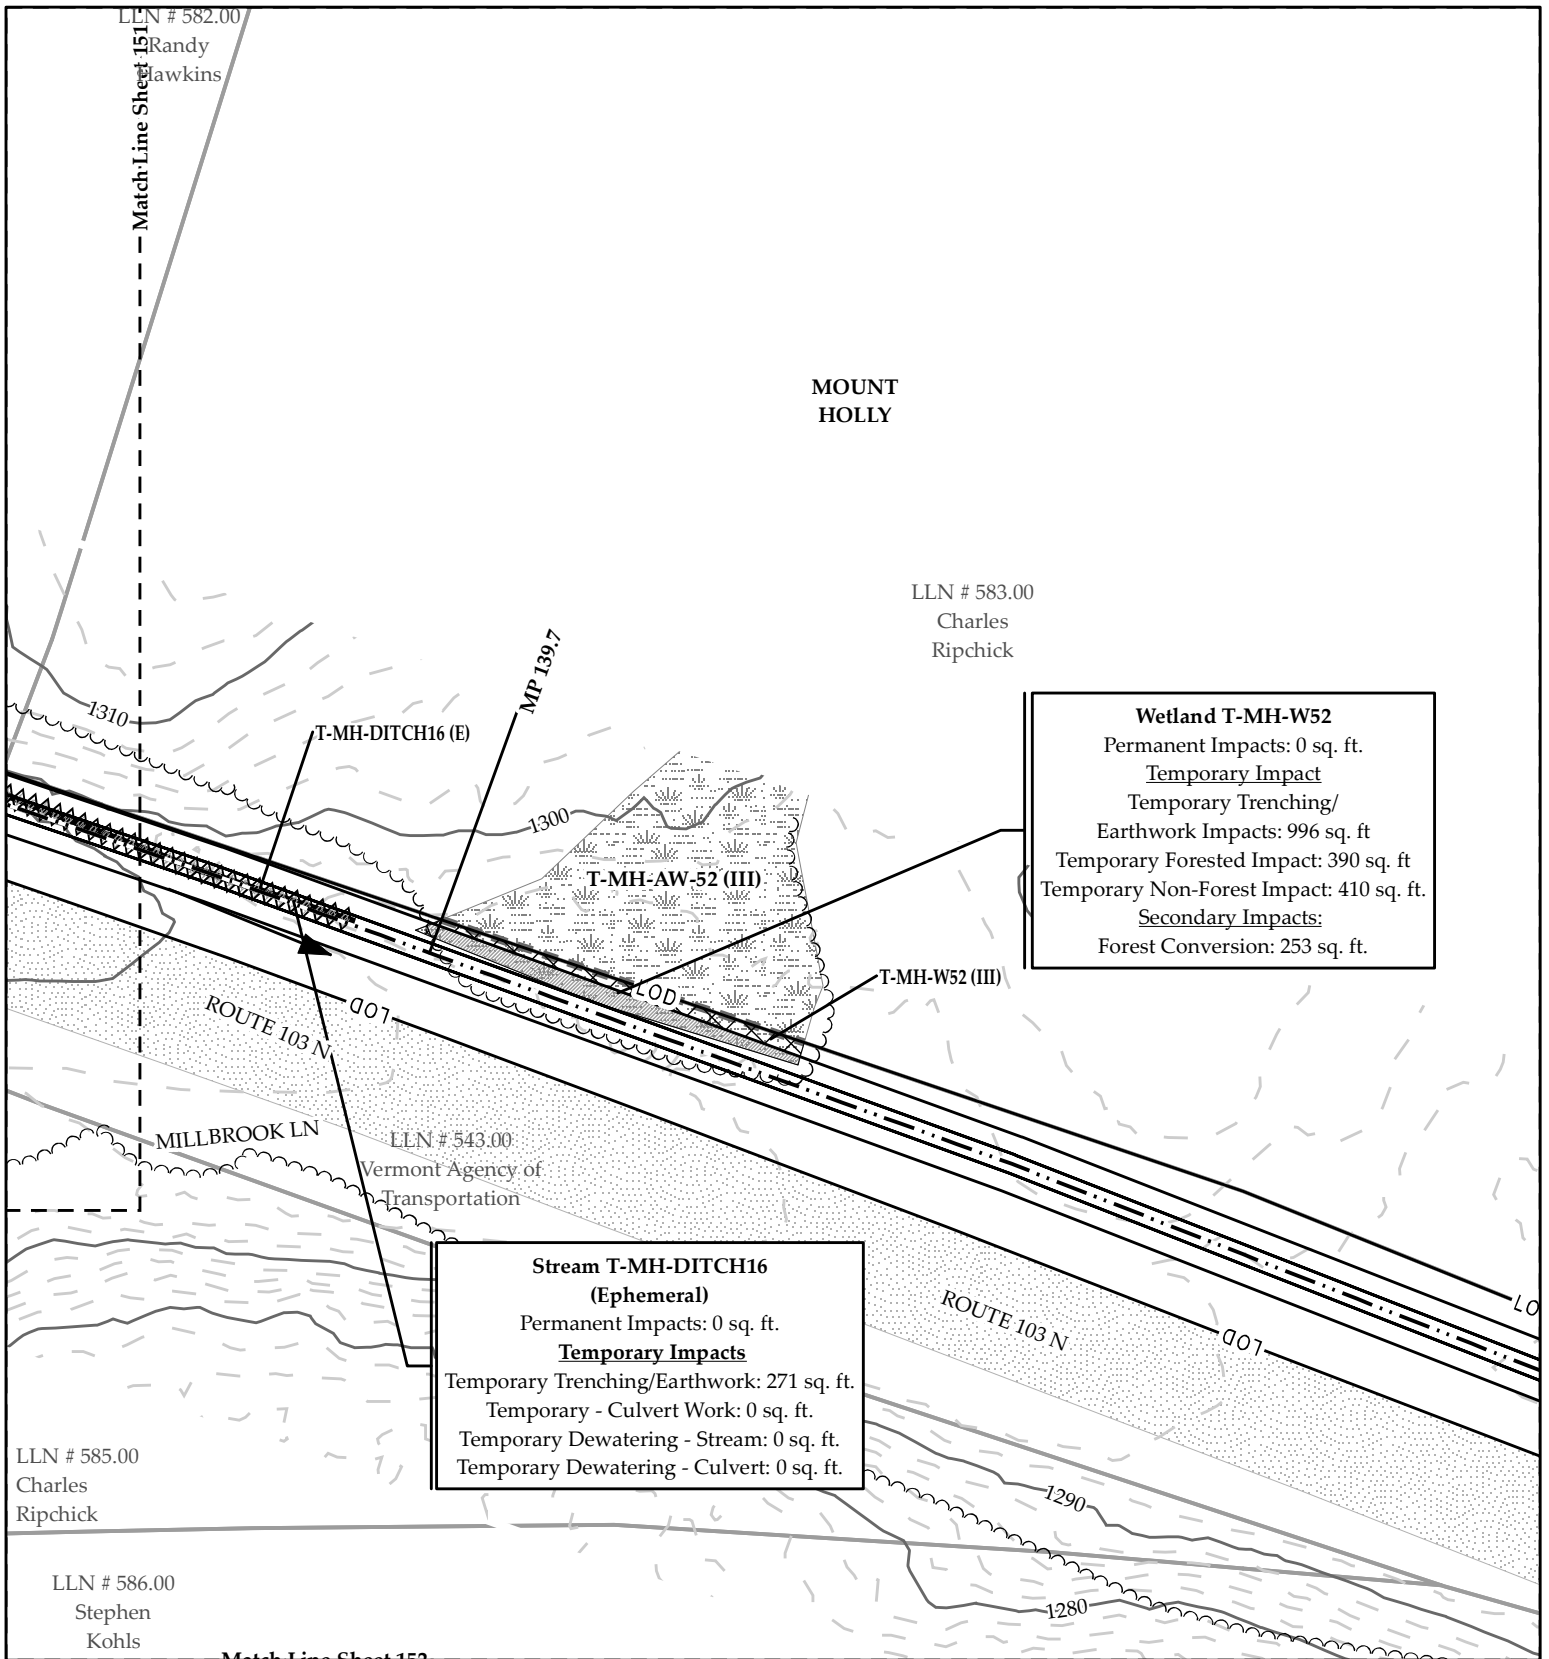 LLN # 582.00
Randy
Hawkins
Match Line Sheet 151
MOUNT
HOLLY
LLN # 583.00
Charles
Ripchick
MP 139.7
1310
T-MH-DITCH16 (E)
Wetland T-MH-W52
Permanent Impacts: 0 sq. ft.
Temporary Impact
Temporary Trenching/
Earthwork Impacts: 996 sq. ft
Temporary Forested Impact: 390 sq. ft
Temporary Non-Forest Impact: 410 sq. ft.
Secondary Impacts:
Forest Conversion: 253 sq. ft.
1300
T-MH-AW-52 (III)
T-MH-W52 (III)
LOD
LOD
ROUTE 103 N
MILLBROOK LN
LLN # 543.00
Vermont Agency of
Transportation
Stream T-MH-DITCH16
(Ephemeral)
Permanent Impacts: 0 sq. ft.
Temporary Impacts
Temporary Trenching/Earthwork: 271 sq. ft.
Temporary - Culvert Work: 0 sq. ft.
Temporary Dewatering - Stream: 0 sq. ft.
Temporary Dewatering - Culvert: 0 sq. ft.
ROUTE 103 N
LOD
LO
LLN # 585.00
Charles
Ripchick
1290
LLN # 586.00
Stephen
Kohls
1280
Match Line Sheet 152